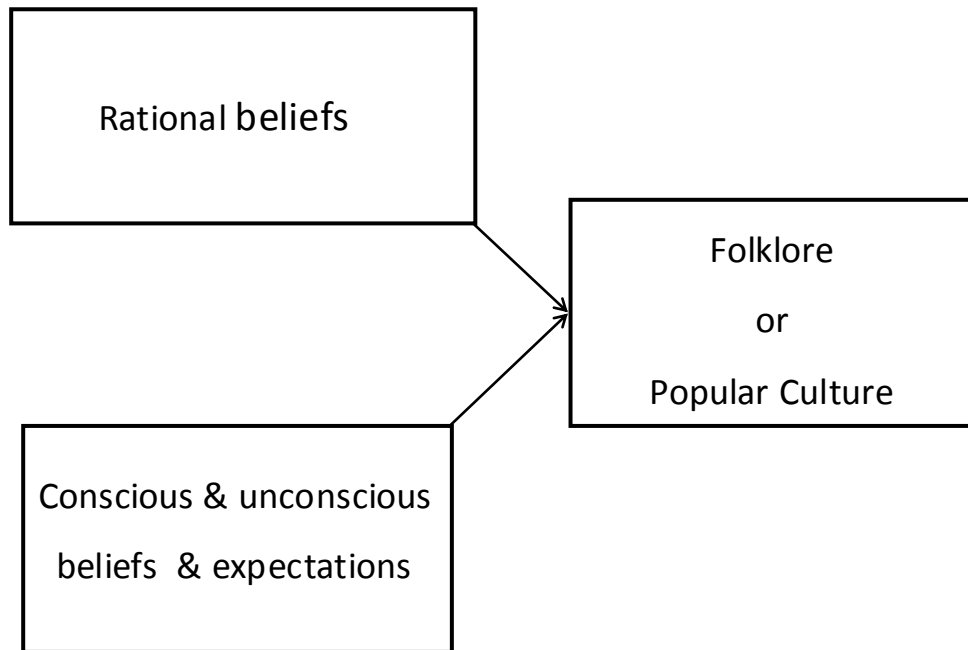 Rational beliefs
Folklore
or
Popular Culture
Conscious & unconscious
beliefs & expectations